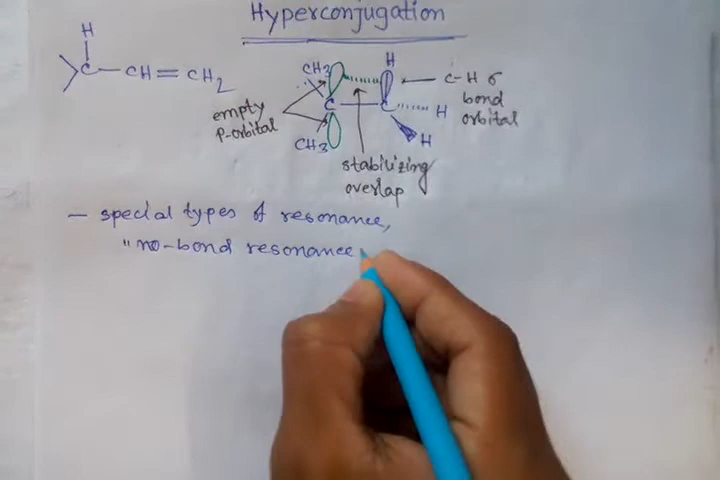 Hyperconjugation
H
C — CH = CH2
CH3
H
C-H σ
bond
orbital
empty
P-orbital
C
C
H
CH3
H
stabilizing
overlap
— special types of resonance,
"no-bond resonance